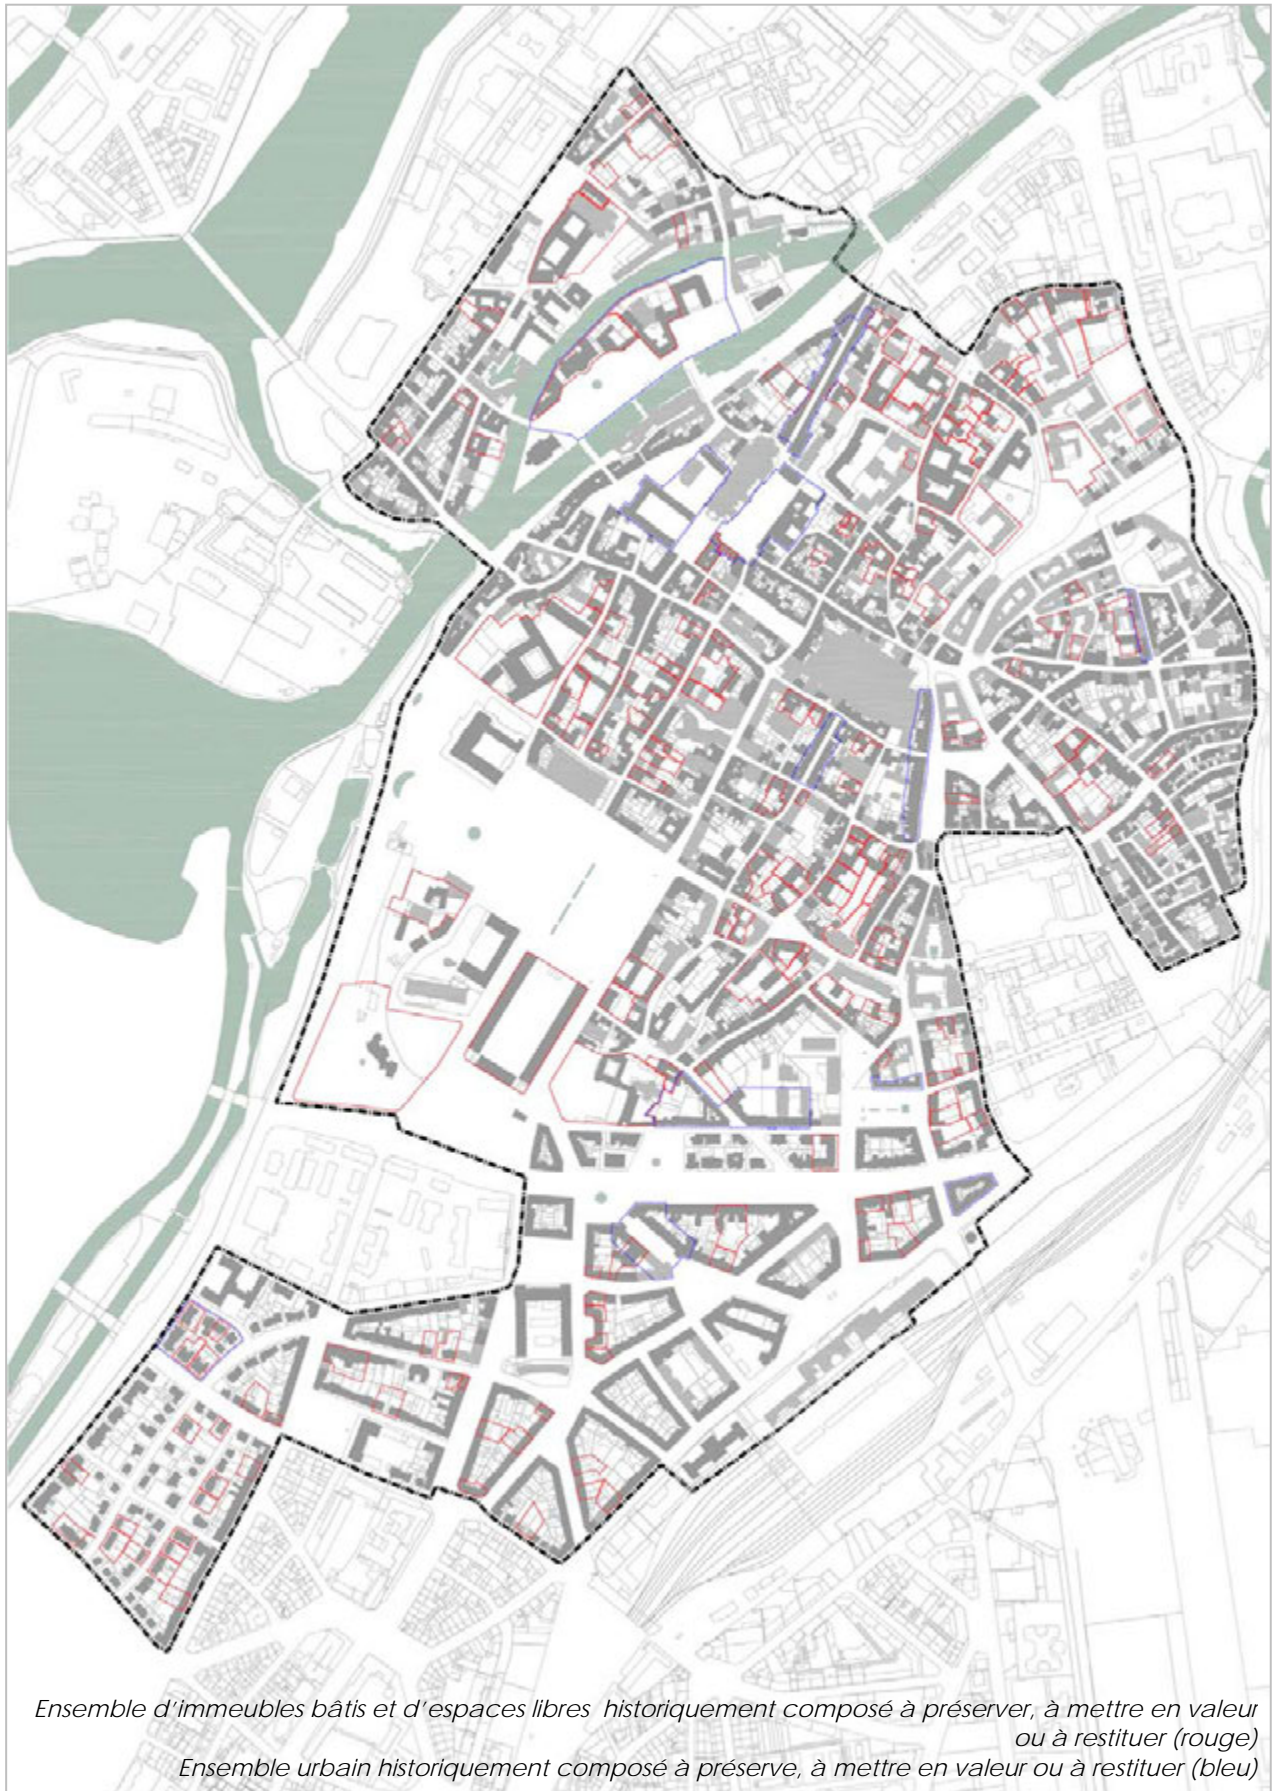 Ensemble d'immeubles bâtis et d'espaces libres historiquement composé à préserver, à mettre en valeur
ou à restituer (rouge)
Ensemble urbain historiquement composé à préserve, à mettre en valeur ou à restituer (bleu)